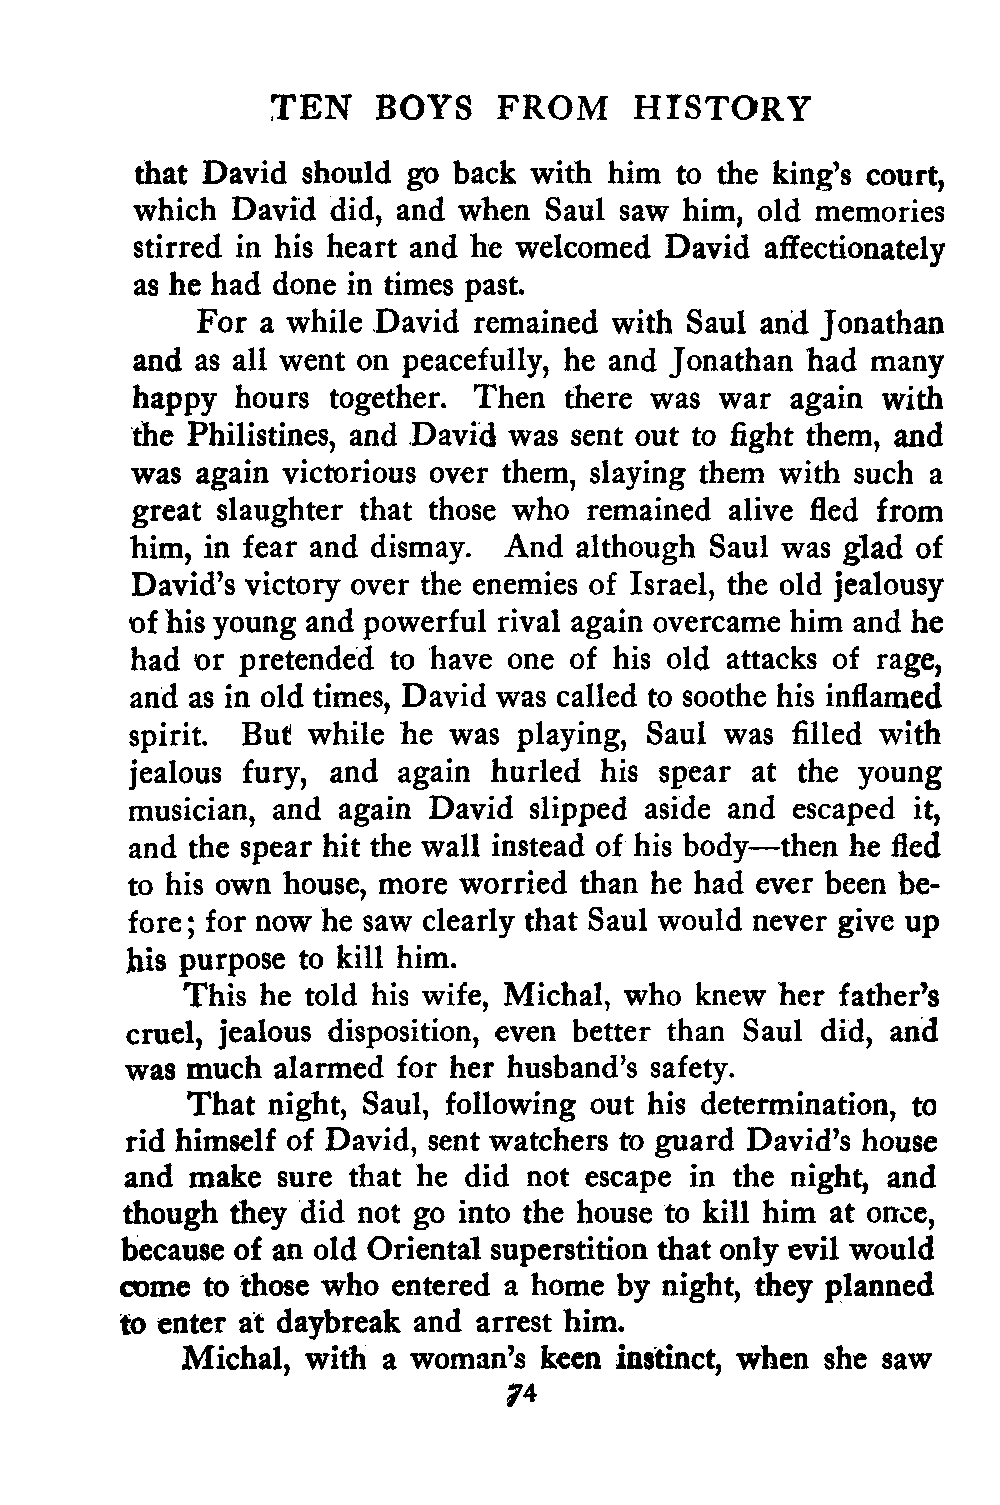 TEN BOYS FROM HISTORY
that David should go back with him to the king's court,
which David did, and when Saul saw him, old memories
stirred in his heart and he welcomed David affectionately
as he had done in times past.
For a while David remained with Saul and Jonathan
and as all went on peacefully, he and Jonathan had many
happy hours together. Then there was war again with
the Philistines, and David was sent out to fight them, and
was again victorious over them, slaying them with such a
great slaughter that those who remained alive fled from
him, in fear and dismay. And although Saul was glad of
David's victory over the enemies of Israel, the old jealousy
of his young and powerful rival again overcame him and he
had or pretended to have one of his old attacks of rage,
and as in old times, David was called to soothe his inflamed
spirit. But while he was playing, Saul was filled with
jealous fury, and again hurled his spear at the young
musician, and again David slipped aside and escaped it,
and the spear hit the wall instead of his body—then he fled
to his own house, more worried than he had ever been be-
fore; for now he saw clearly that Saul would never give up
his purpose to kill him.
This he told his wife, Michal, who knew her father's
cruel, jealous disposition, even better than Saul did, and
was much alarmed for her husband's safety.
That night, Saul, following out his determination, to
rid himself of David, sent watchers to guard David's house
and make sure that he did not escape in the night, and
though they did not go into the house to kill him at once,
because of an old Oriental superstition that only evil would
come to those who entered a home by night, they planned
to enter at daybreak and arrest him.
Michal, with a woman's keen instinct, when she saw
74